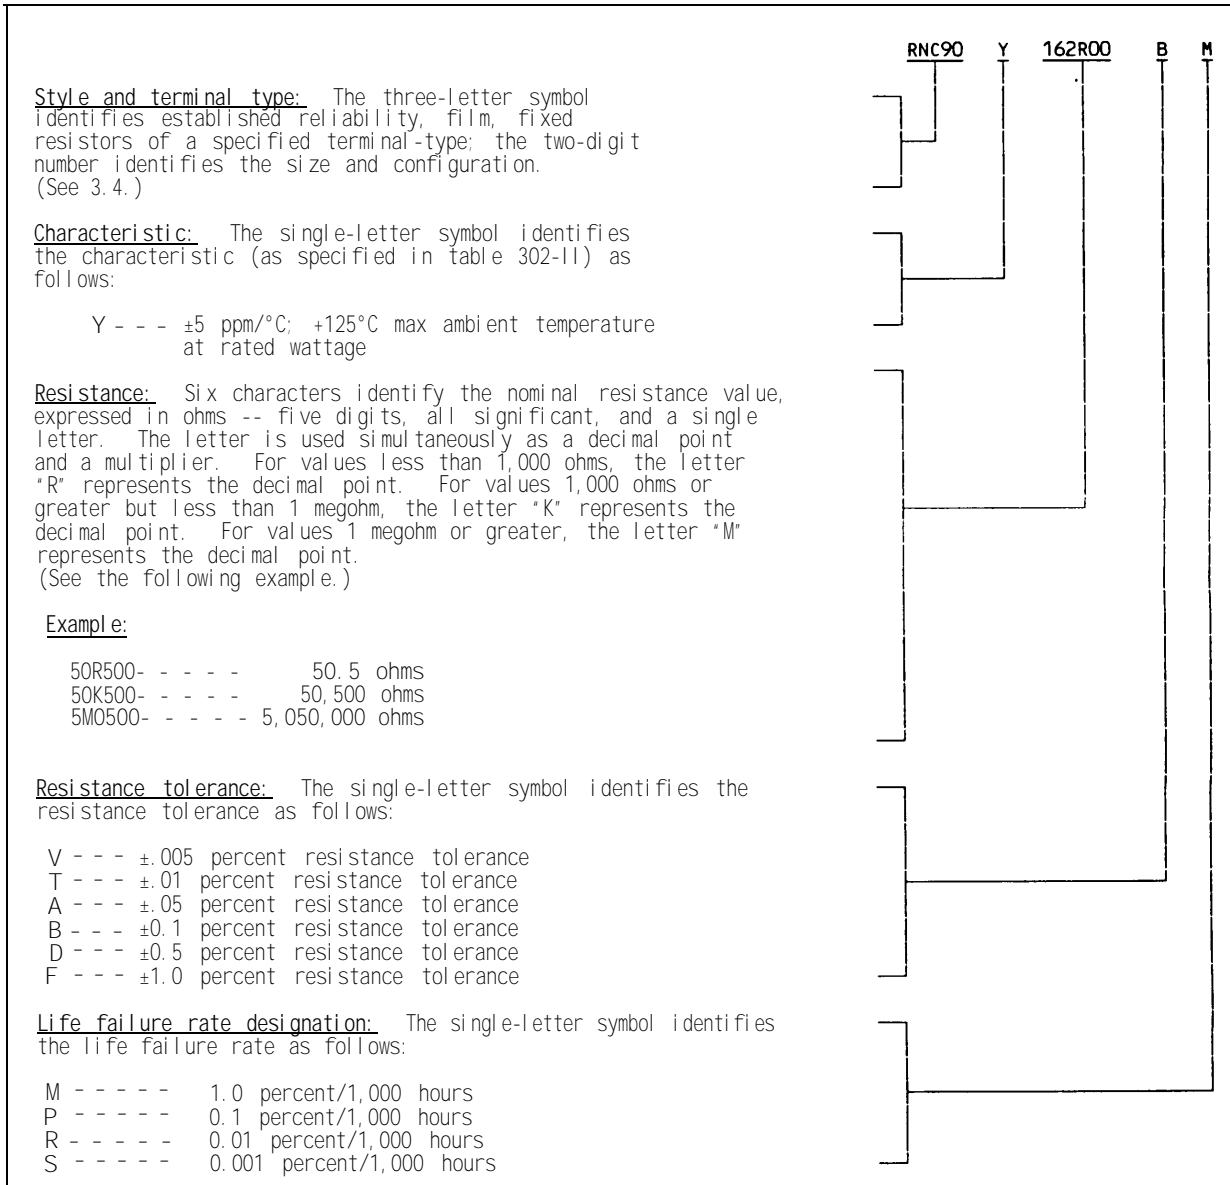 RNC90 Y 162R00 B M
Style and terminal type: The three-letter symbol
identifies established reliability, film, fixed
resistors of a specified terminal-type; the two-digit
number identifies the size and configuration.
(See 3.4.)
Characteristic: The single-letter symbol identifies
the characteristic (as specified in table 302-II) as
follows:
Y - - - ±5 ppm/°C; +125°C max ambient temperature
at rated wattage
Resistance: Six characters identify the nominal resistance value,
expressed in ohms -- five digits, all significant, and a single
letter. The letter is used simultaneously as a decimal point
and a multiplier. For values less than 1,000 ohms, the letter
"R" represents the decimal point. For values 1,000 ohms or
greater but less than 1 megohm, the letter "K" represents the
decimal point. For values 1 megohm or greater, the letter "M"
represents the decimal point.
(See the following example.)
Example:
50R500- - - - - 50.5 ohms
50K500- - - - - 50,500 ohms
5M0500- - - - - 5,050,000 ohms
Resistance tolerance: The single-letter symbol identifies the
resistance tolerance as follows:
V - - - ±.005 percent resistance tolerance
T - - - ±.01 percent resistance tolerance
A - - - ±.05 percent resistance tolerance
B - - - ±0.1 percent resistance tolerance
D - - - ±0.5 percent resistance tolerance
F - - - ±1.0 percent resistance tolerance
Life failure rate designation: The single-letter symbol identifies
the life failure rate as follows:
M - - - - - 1.0 percent/1,000 hours
P - - - - - 0.1 percent/1,000 hours
R - - - - - 0.01 percent/1,000 hours
S - - - - - 0.001 percent/1,000 hours